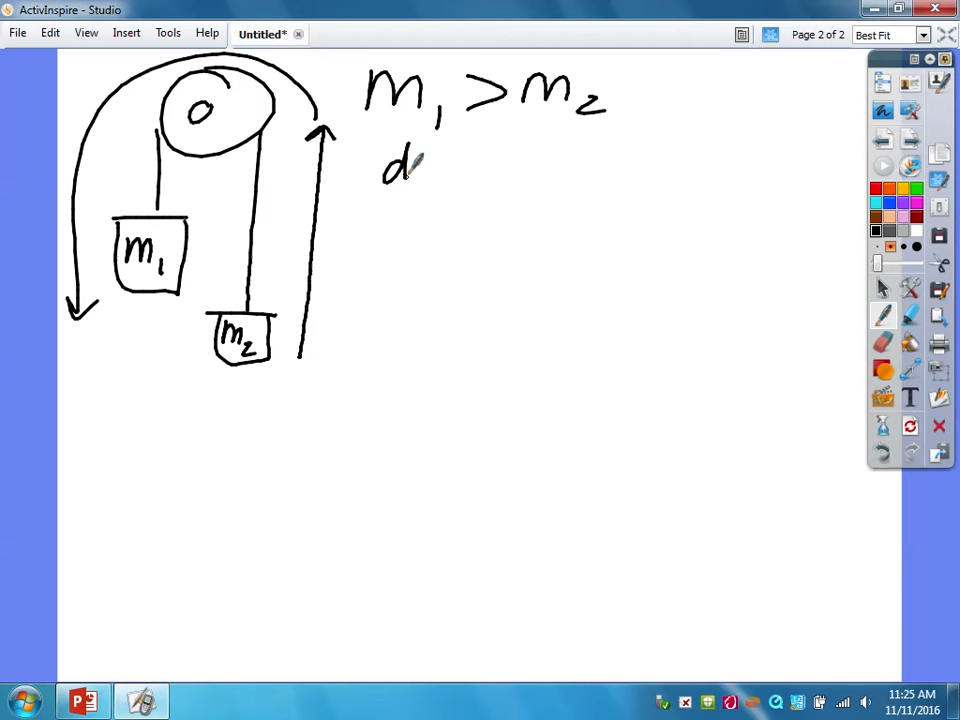 ActivInspire - Studio
File Edit View Insert Tools Help Untitled* Page 2 of 2 Best Fit
m1 > m2
d
m1
m2
T
11:25 AM
11/11/2016